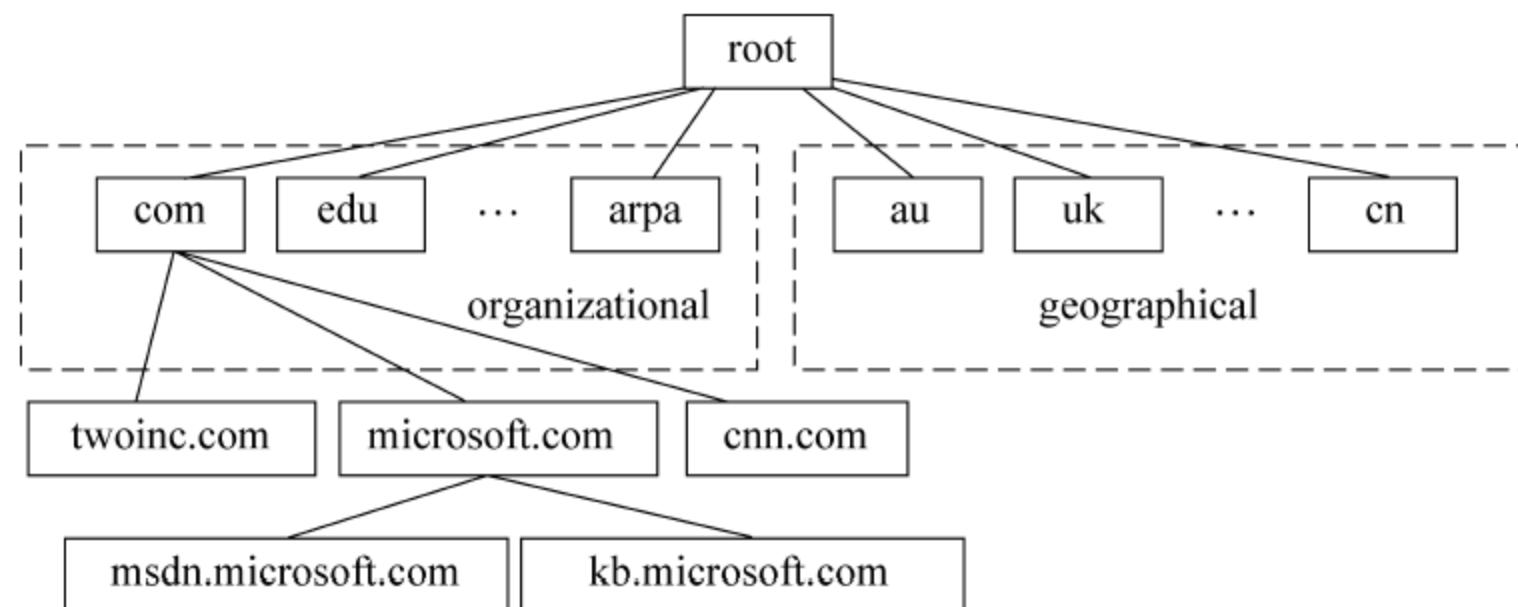 root
com edu ... arpa au uk ... cn
organizational geographical
twoinc.com microsoft.com cnn.com
msdn.microsoft.com kb.microsoft.com